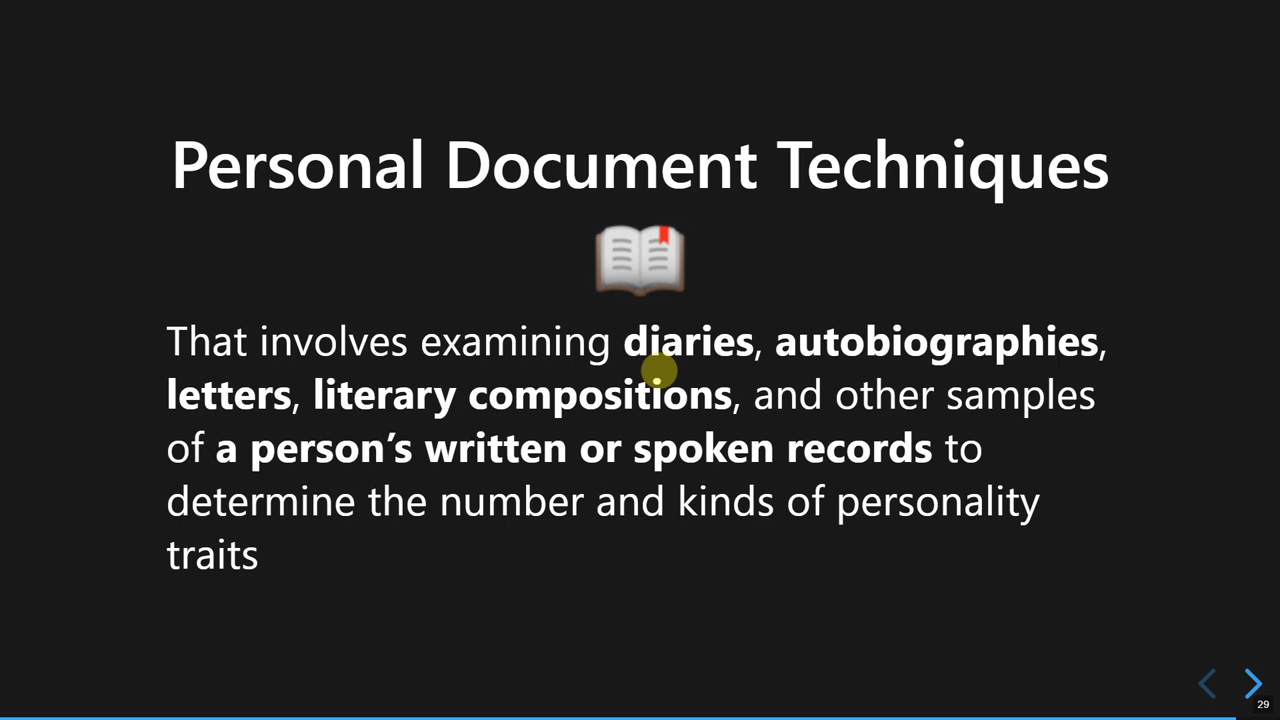 Personal Document Techniques
That involves examining diaries, autobiographies,
letters, literary compositions, and other samples
of a person’s written or spoken records to
determine the number and kinds of personality
traits
29